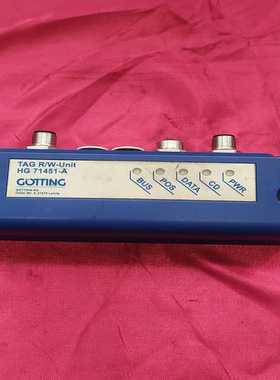 TAG R/W-Unit
HG 71451-A
GÖTTING
BUS
POS
DATA
CD
PWR